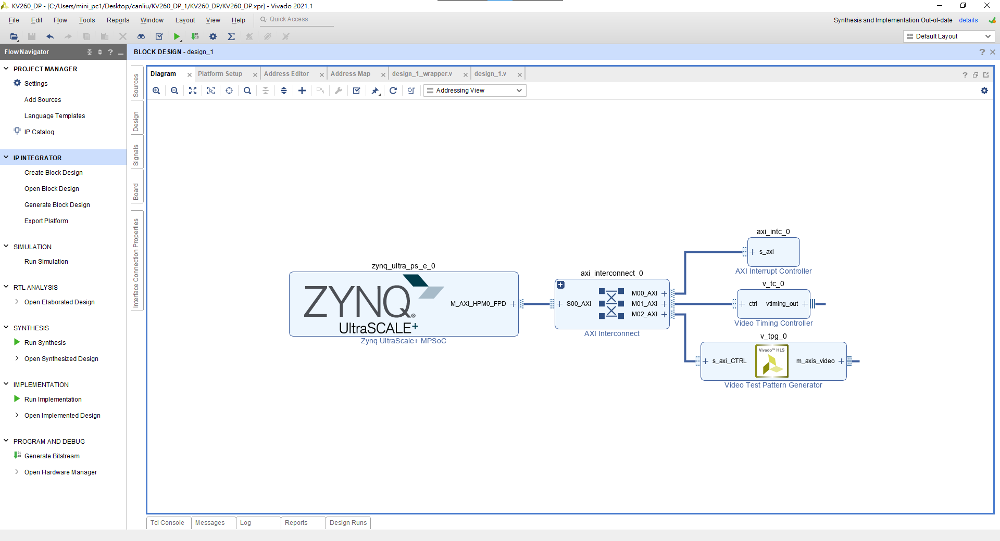 KV260_DP - [C:/Users/mini_pc1/Desktop/canliu/KV260_DP_1/KV260_DP/KV260_DP.xpr] - Vivado 2021.1
File Edit Flow Tools Reports Window Layout View Help Quick Access
Synthesis and Implementation Out-of-date details
Default Layout
Flow Navigator
PROJECT MANAGER
Settings
Add Sources
Language Templates
IP Catalog
IP INTEGRATOR
Create Block Design
Open Block Design
Generate Block Design
Export Platform
SIMULATION
Run Simulation
RTL ANALYSIS
Open Elaborated Design
SYNTHESIS
Run Synthesis
Open Synthesized Design
IMPLEMENTATION
Run Implementation
Open Implemented Design
PROGRAM AND DEBUG
Generate Bitstream
Open Hardware Manager
BLOCK DESIGN - design_1
Sources
Design
Signals
Board
Interface Connection Properties
Diagram Platform Setup Address Editor Address Map design_1_wrapper.v design_1.v
Addressing View
zynq_ultra_ps_e_0
ZYNQ®
UltraSCALE+
M_AXI_HPM0_FPD
Zynq UltraScale+ MPSoC
axi_interconnect_0
S00_AXI
M00_AXI
M01_AXI
M02_AXI
AXI Interconnect
axi_intc_0
s_axi
AXI Interrupt Controller
v_tc_0
ctrl vtiming_out
Video Timing Controller
v_tpg_0
s_axi_CTRL
Vivado™ HLS
m_axis_video
Video Test Pattern Generator
Tcl Console Messages Log Reports Design Runs